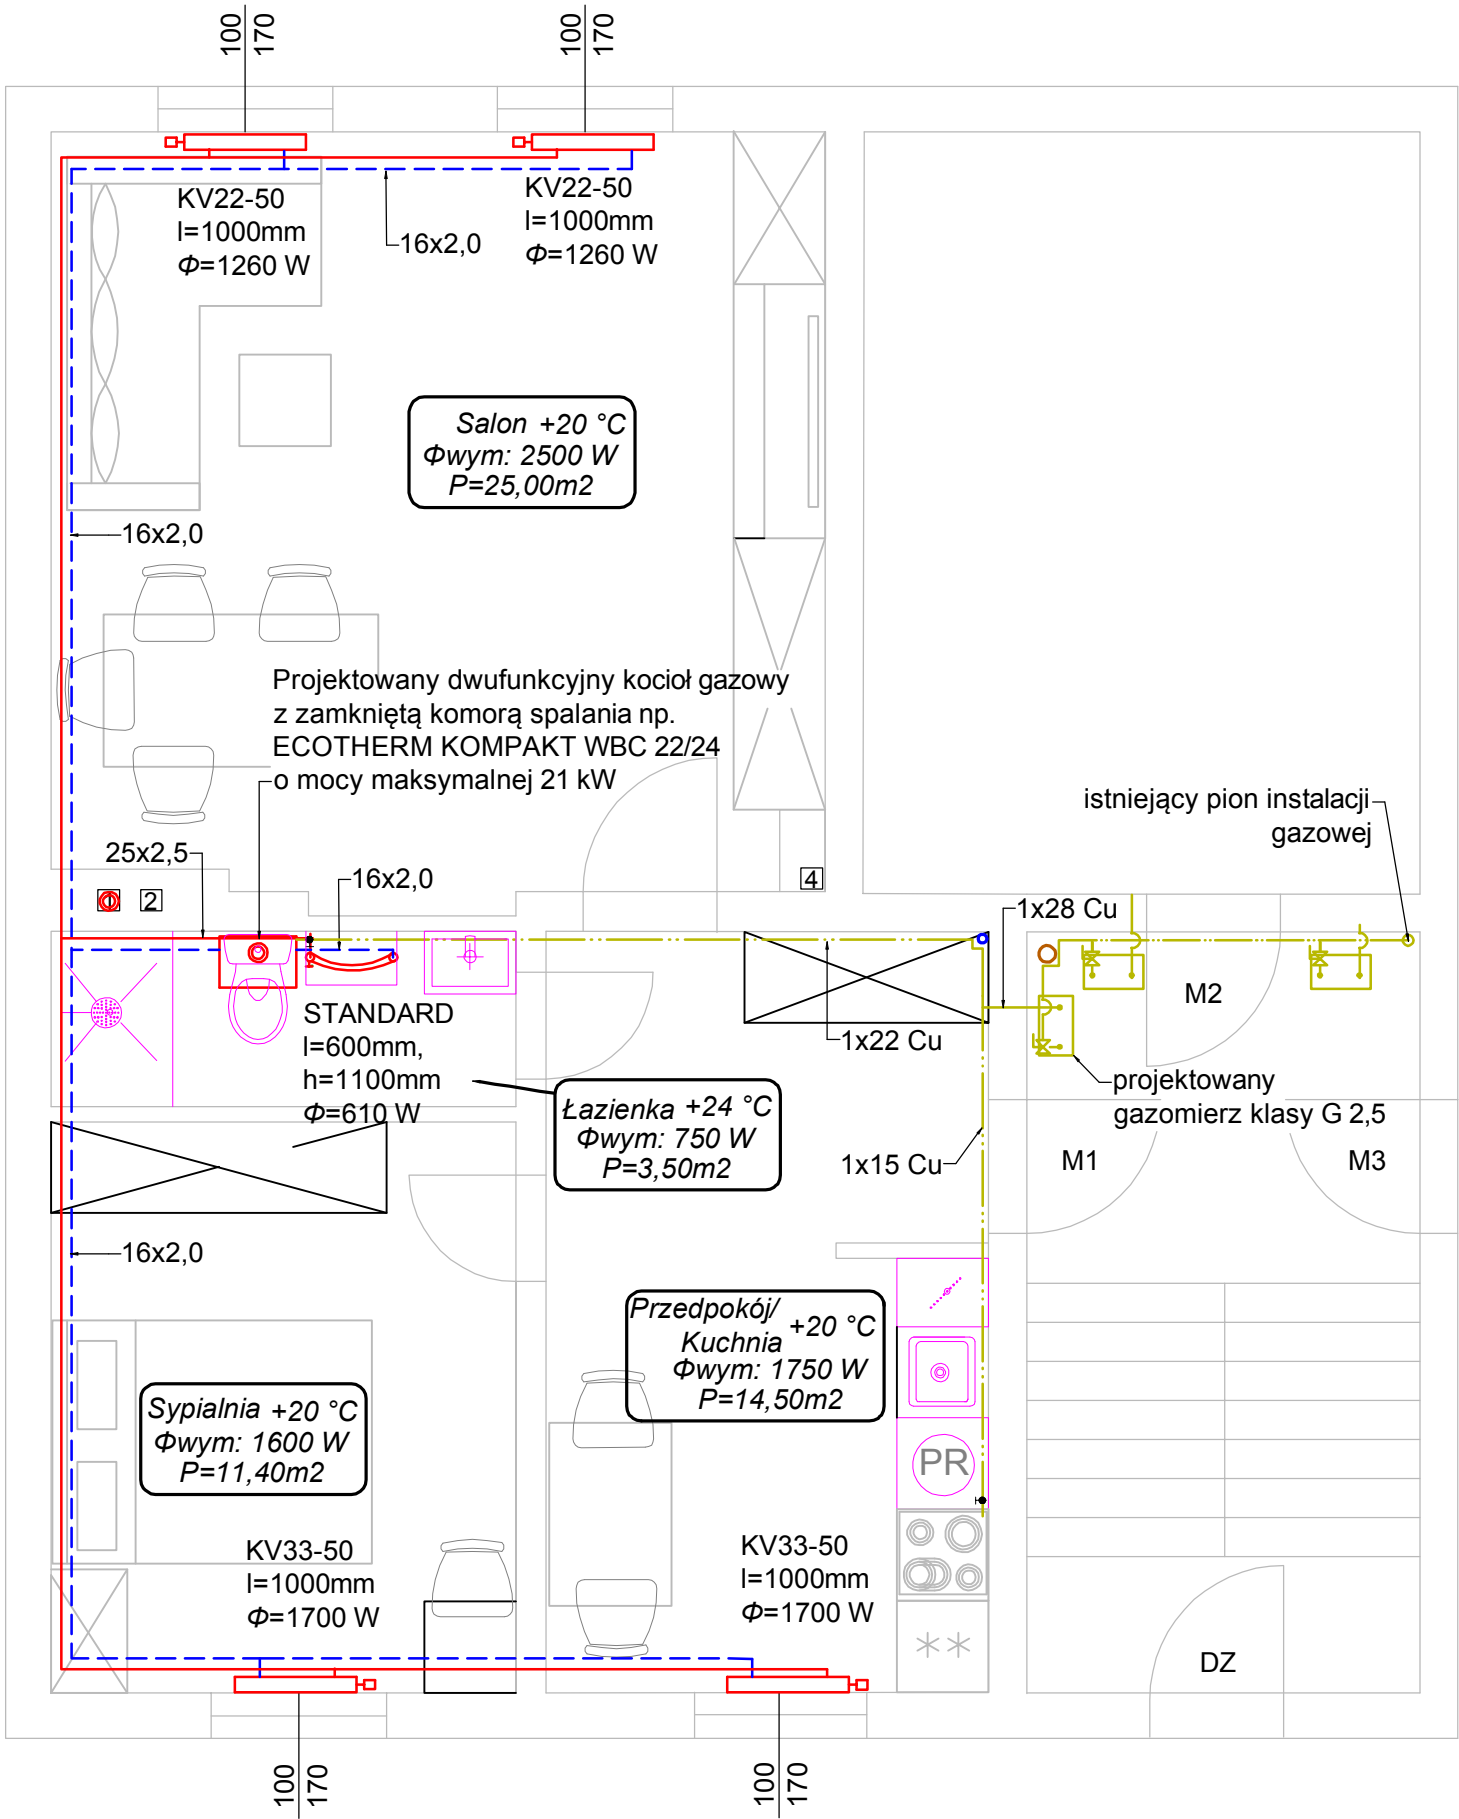 100
170
100
170
KV22-50
l=1000mm
Φ=1260 W
16x2,0
KV22-50
l=1000mm
Φ=1260 W
Salon +20 °C
Φwym: 2500 W
P=25,00m2
16x2,0
Projektowany dwufunkcyjny kocioł gazowy
z zamkniętą komorą spalania np.
ECOTHERM KOMPAKT WBC 22/24
o mocy maksymalnej 21 kW
istniejący pion instalacji
gazowej
25x2,5
16x2,0
2
4
1x28 Cu
M2
STANDARD
l=600mm,
h=1100mm
Φ=610 W
1x22 Cu
projektowany
gazomierz klasy G 2,5
Łazienka +24 °C
Φwym: 750 W
P=3,50m2
1x15 Cu
M1
M3
16x2,0
Przedpokój/
Kuchnia +20 °C
Φwym: 1750 W
P=14,50m2
Sypialnia +20 °C
Φwym: 1600 W
P=11,40m2
PR
KV33-50
l=1000mm
Φ=1700 W
KV33-50
l=1000mm
Φ=1700 W
DZ
100
170
100
170